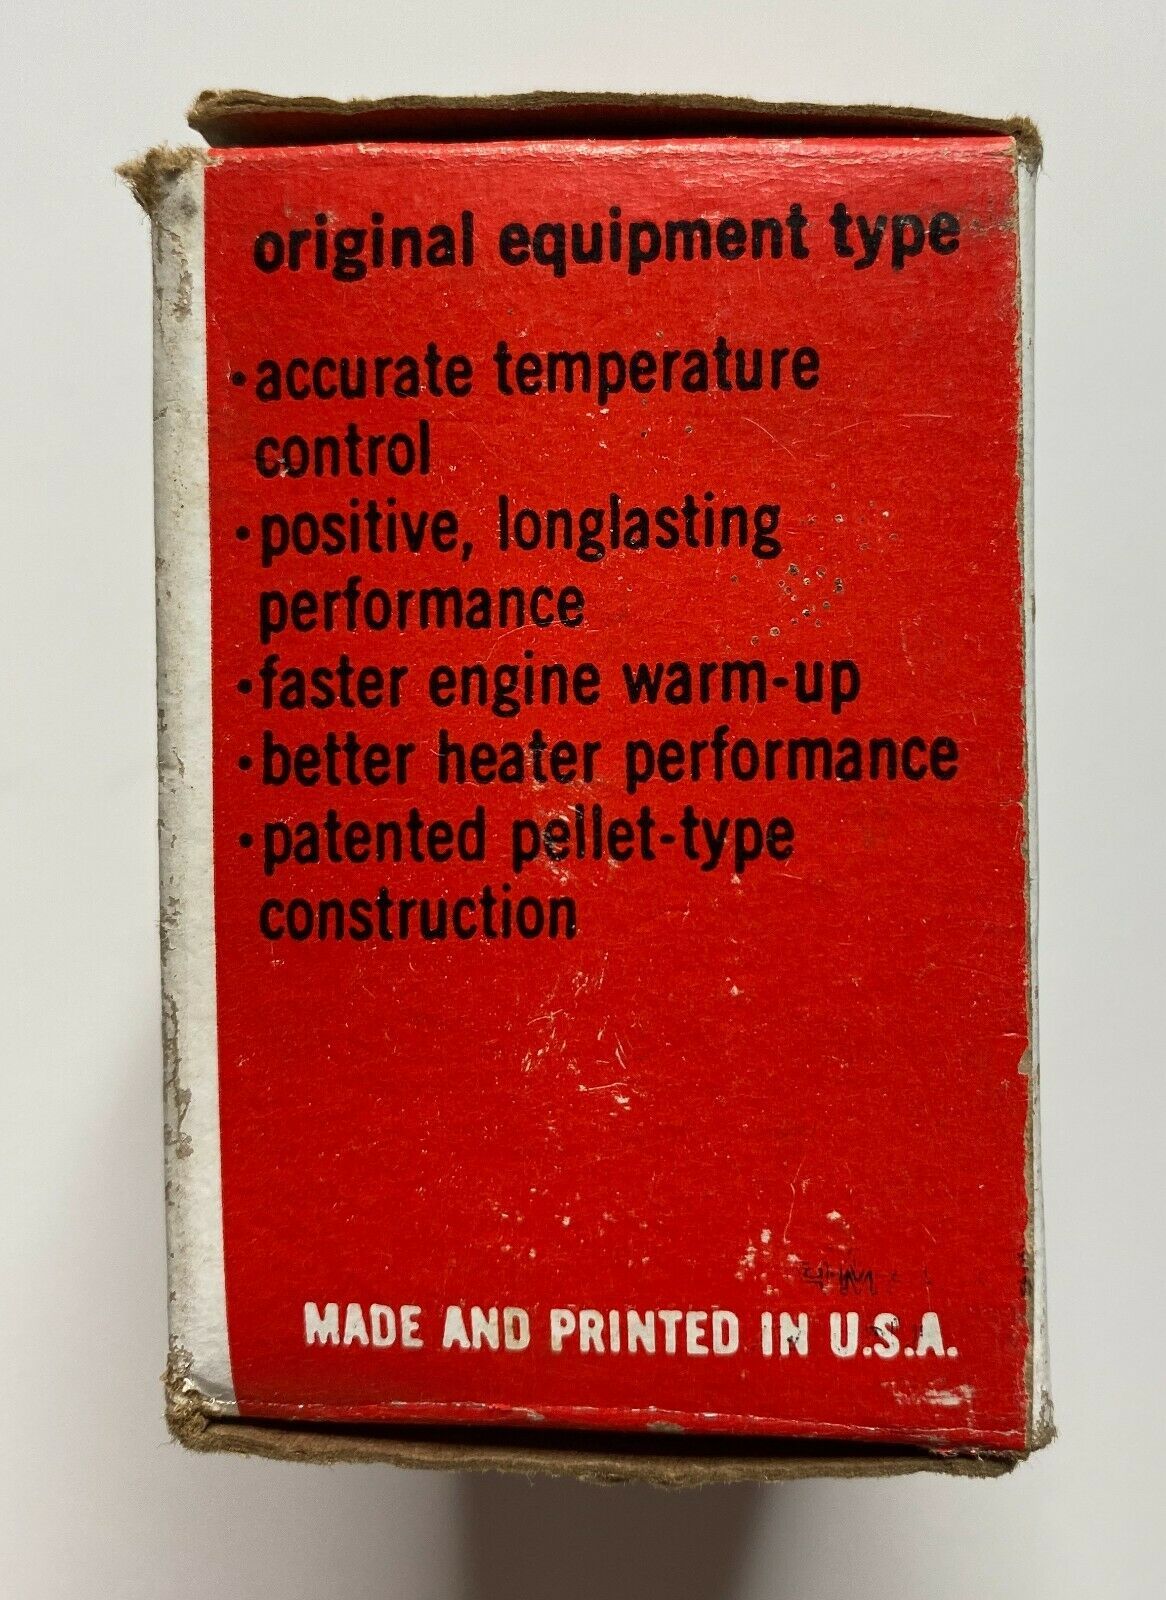 original equipment type
·accurate temperature
control
·positive, longlasting
performance
·faster engine warm-up
·better heater performance
·patented pellet-type
construction
MADE AND PRINTED IN U.S.A.